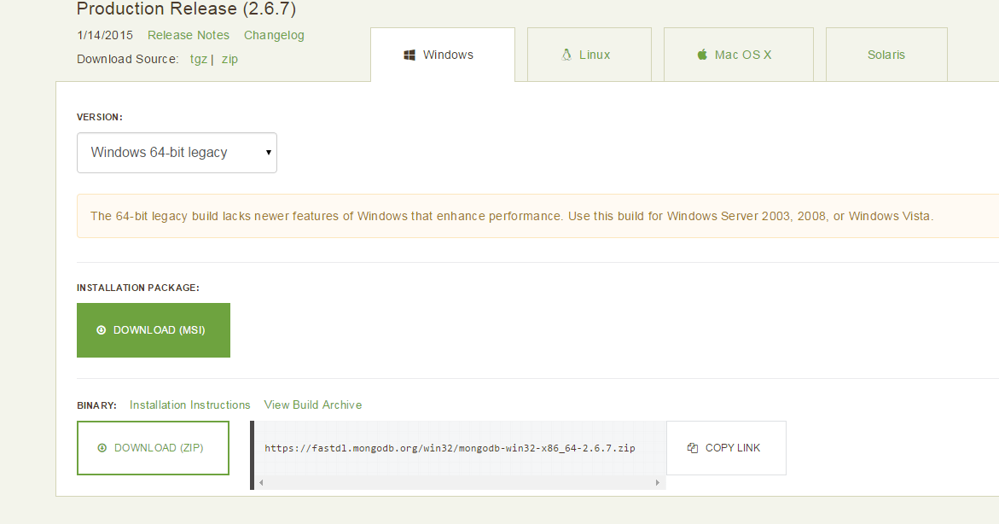 Production Release (2.6.7)
1/14/2015 Release Notes Changelog
Download Source: tgz | zip
Windows Linux Mac OS X Solaris
VERSION:
Windows 64-bit legacy
The 64-bit legacy build lacks newer features of Windows that enhance performance. Use this build for Windows Server 2003, 2008, or Windows Vista.
INSTALLATION PACKAGE:
DOWNLOAD (MSI)
BINARY: Installation Instructions View Build Archive
DOWNLOAD (ZIP) https://fastdl.mongodb.org/win32/mongodb-win32-x86_64-2.6.7.zip COPY LINK